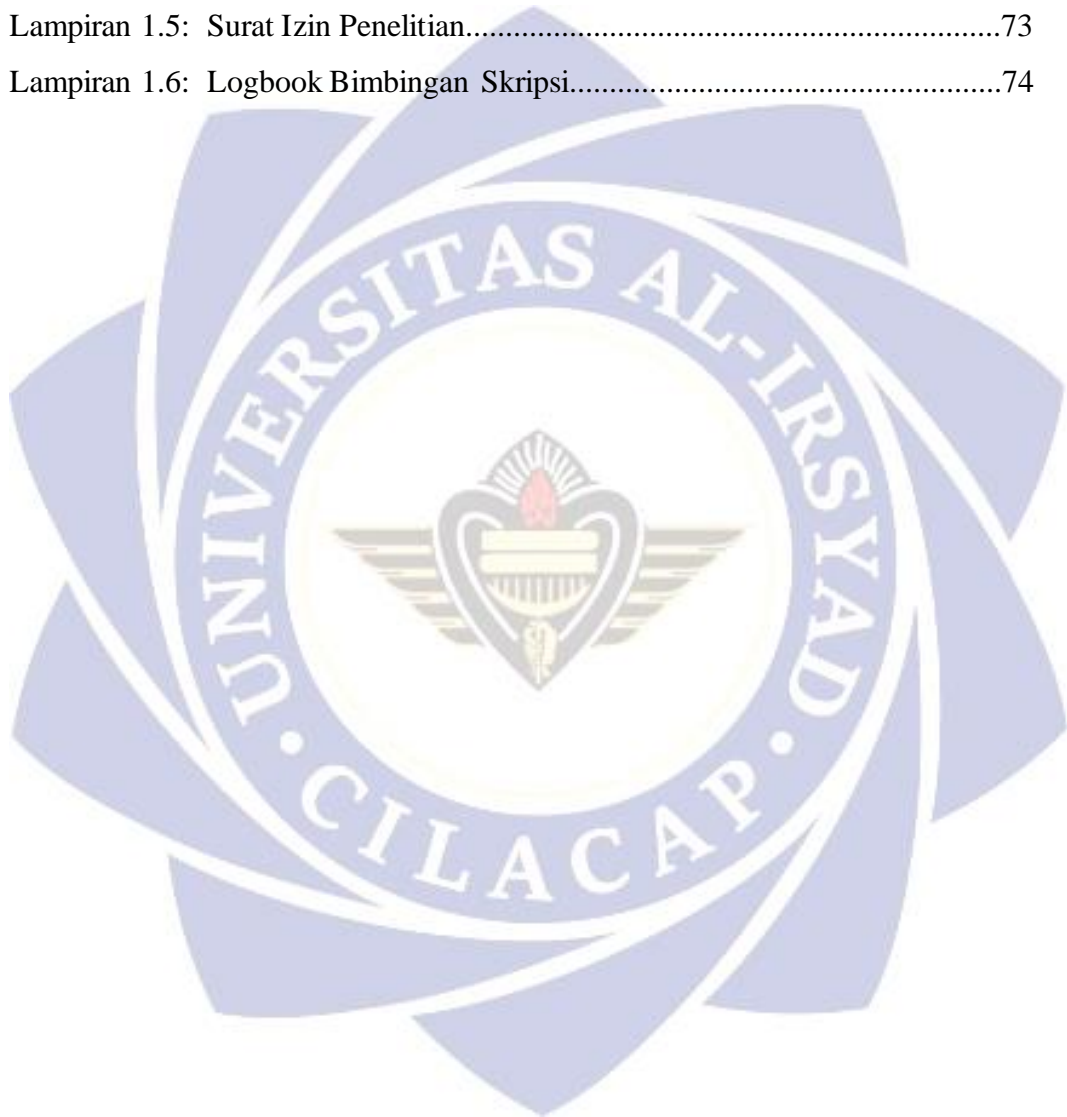 Lampiran 1.5: Surat Izin Penelitian..................................................................73
Lampiran 1.6: Logbook Bimbingan Skripsi.....................................................74
UNIVERSITAS AL-IRSYAD
• CILACAP •